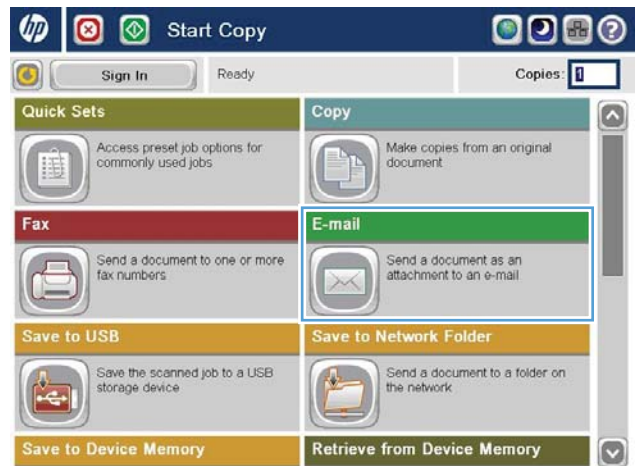 hp
Start Copy
Sign In
Ready
Copies: 1
Quick Sets
Access preset job options for
commonly used jobs
Copy
Make copies from an original
document
Fax
Send a document to one or more
fax numbers
E-mail
Send a document as an
attachment to an e-mail
Save to USB
Save the scanned job to a USB
storage device
Save to Network Folder
Send a document to a folder on
the network
Save to Device Memory
Retrieve from Device Memory